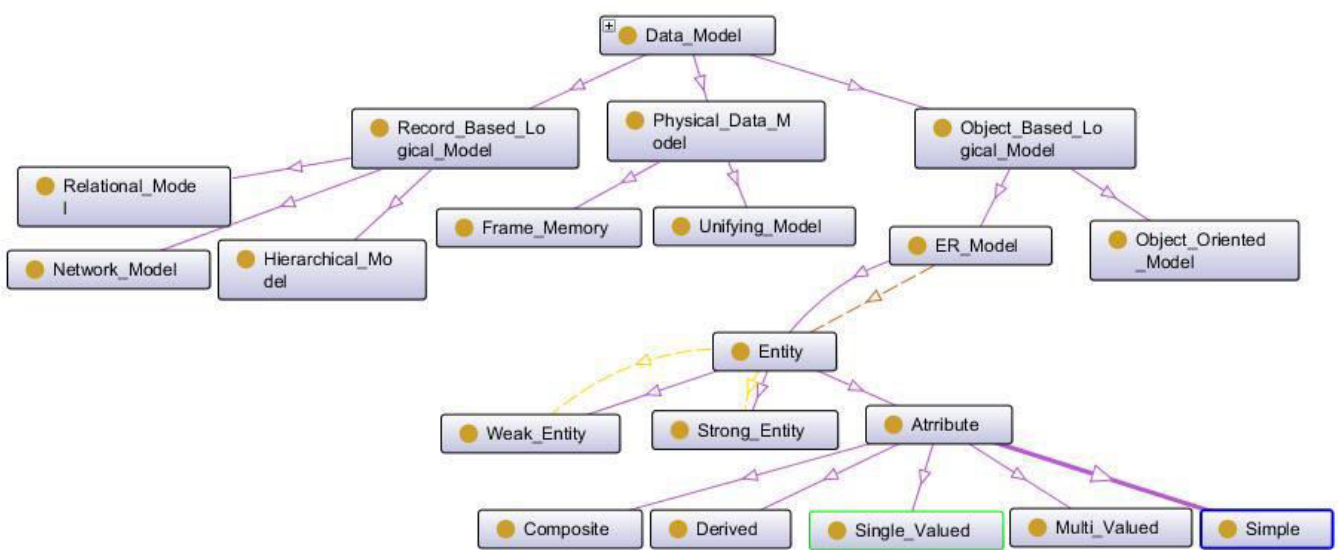 Data_Model
Record_Based_Lo
gical_Model
Physical_Data_M
odel
Object_Based_Lo
gical_Model
Relational_Mode
l
Frame_Memory
Unifying_Model
ER_Model
Object_Oriented
_Model
Network_Model
Hierarchical_Mo
del
Entity
Weak_Entity
Strong_Entity
Atrribute
Composite
Derived
Single_Valued
Multi_Valued
Simple